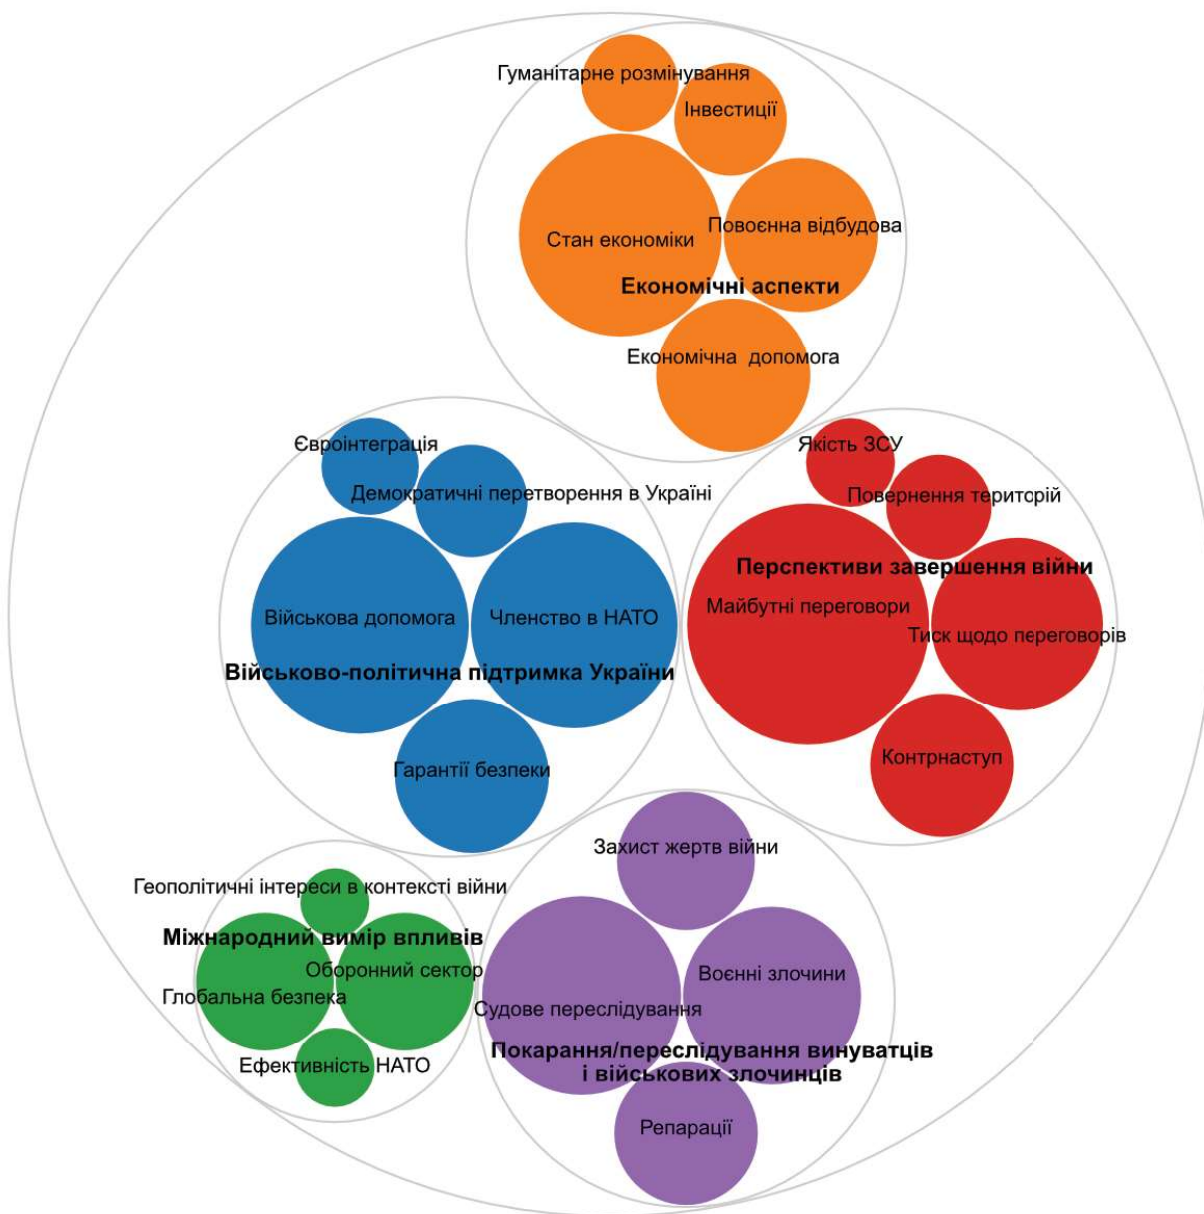 Гуманітарне розмінування
Інвестиції
Стан економіки
Повоєнна відбудова
Економічні аспекти
Економічна допомога
Євроінтеграція
Демократичні перетворення в Україні
Військова допомога
Членство в НАТО
Військово-політична підтримка України
Гарантії безпеки
Якість ЗСУ
Повернення територій
Перспективи завершення війни
Майбутні переговори
Тиск щодо переговорів
Контрнаступ
Геополітичні інтереси в контексті війни
Міжнародний вимір впливів
Оборонний сектор
Глобальна безпека
Ефективність НАТО
Захист жертв війни
Воєнні злочини
Судове переслідування
Покарання/переслідування винуватців
і військових злочинців
Репарації